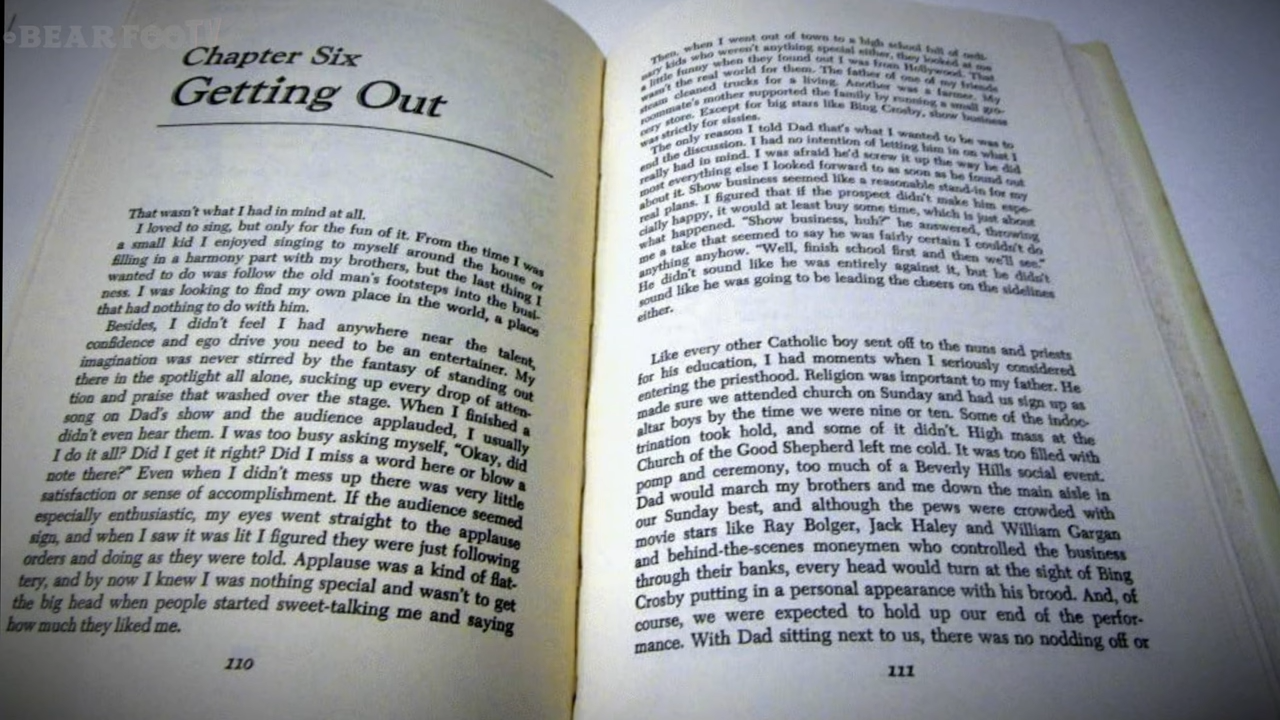 BEARFOOT
Chapter Six
Getting Out
That wasn't what I had in mind at all.
I loved to sing, but only for the fun of it. From the time I was
a small kid I enjoyed singing to myself around the house or
filling in a harmony part with my brothers, but the last thing I
wanted to do was follow the old man's footsteps into the busi-
ness. I was looking to find my own place in the world, a place
that had nothing to do with him.
Besides, I didn't feel I had anywhere near the talent,
confidence and ego drive you need to be an entertainer. My
imagination was never stirred by the fantasy of standing out
there in the spotlight all alone, sucking up every drop of atten-
tion and praise that washed over the stage. When I finished a
song on Dad's show and the audience applauded, I usually
didn't even hear them. I was too busy asking myself, "Okay, did
I do it all? Did I get it right? Did I miss a word here or blow a
note there?" Even when I didn't mess up there was very little
satisfaction or sense of accomplishment. If the audience seemed
especially enthusiastic, my eyes went straight to the applause
sign, and when I saw it was lit I figured they were just following
orders and doing as they were told. Applause was a kind of flat-
tery, and by now I knew I was nothing special and wasn't to get
the big head when people started sweet-talking me and saying
how much they liked me.
110
Then, when I went out of town to a high school full of ordi-
nary kids who weren't anything special either, they looked at me
a little funny when they found out I was from Hollywood. That
wasn't the real world for them. The father of one of my friends
steam cleaned trucks for a living. Another was a farmer. My
roommate's mother supported the family by running a small gro-
cery store. Except for big stars like Bing Crosby, show business
was strictly for sissies.
The only reason I told Dad that's what I wanted to be was to
end the discussion. I had no intention of letting him in on what I
really had in mind. I was afraid he'd screw it up the way he did
most everything else I looked forward to as soon as he found out
about it. Show business seemed like a reasonable stand-in for my
real plans. I figured that if the prospect didn't make him espe-
cially happy, it would at least buy some time, which is just about
what happened. "Show business, huh?" he answered, throwing
me a take that seemed to say he was fairly certain I couldn't do
anything anyhow. "Well, finish school first and then we'll see."
He didn't sound like he was entirely against it, but he didn't
sound like he was going to be leading the cheers on the sidelines
either.
Like every other Catholic boy sent off to the nuns and priests
for his education, I had moments when I seriously considered
entering the priesthood. Religion was important to my father. He
made sure we attended church on Sunday and had us sign up as
altar boys by the time we were nine or ten. Some of the indoc-
trination took hold, and some of it didn't. High mass at the
Church of the Good Shepherd left me cold. It was too filled with
pomp and ceremony, too much of a Beverly Hills social event.
Dad would march my brothers and me down the main aisle in
our Sunday best, and although the pews were crowded with
movie stars like Ray Bolger, Jack Haley and William Gargan
and behind-the-scenes moneymen who controlled the business
through their banks, every head would turn at the sight of Bing
Crosby putting in a personal appearance with his brood. And, of
course, we were expected to hold up our end of the perfor-
mance. With Dad sitting next to us, there was no nodding off or
111